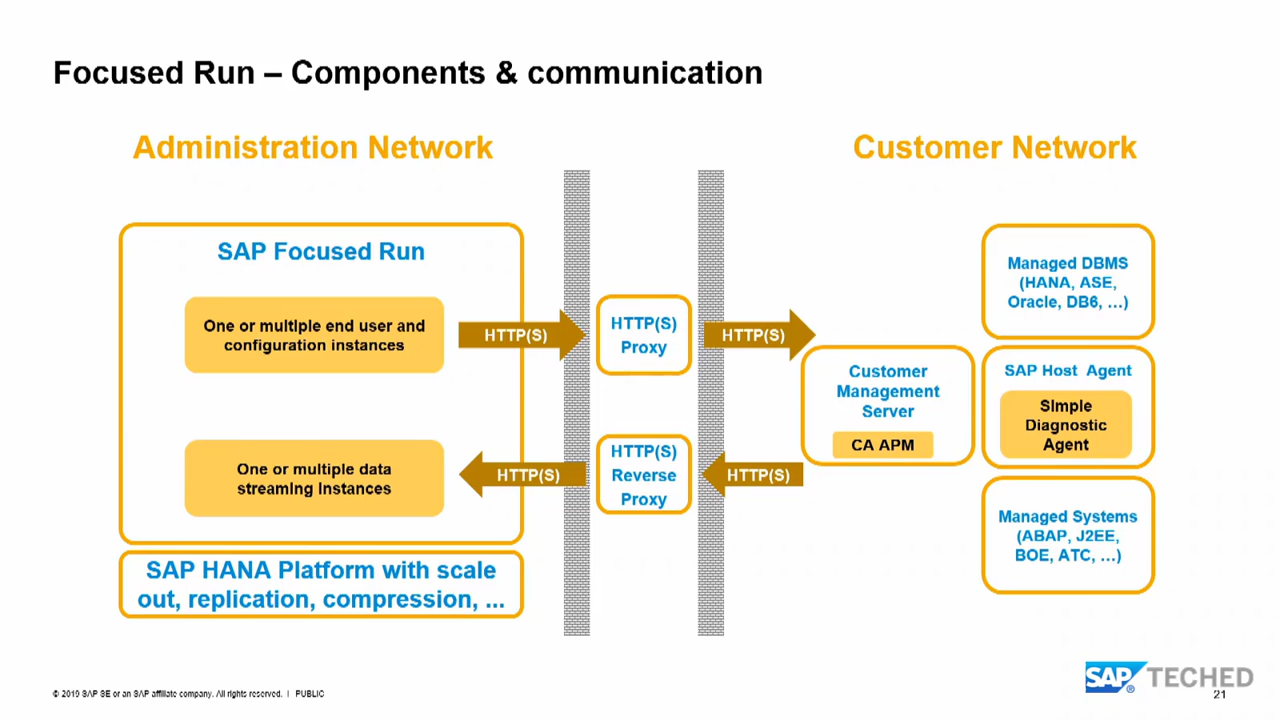 Focused Run – Components & communication
Administration Network
Customer Network
SAP Focused Run
One or multiple end user and
configuration instances
HTTP(S)
HTTP(S)
Proxy
HTTP(S)
One or multiple data
streaming instances
HTTP(S)
HTTP(S)
Reverse
Proxy
HTTP(S)
SAP HANA Platform with scale
out, replication, compression, ...
Customer
Management
Server
CA APM
Managed DBMS
(HANA, ASE,
Oracle, DB6, …)
SAP Host Agent
SImple
Diagnostic
Agent
Managed Systems
(ABAP, J2EE,
BOE, ATC, …)
© 2019 SAP SE or an SAP affiliate company. All rights reserved. | PUBLIC
SAP® TECHED
21